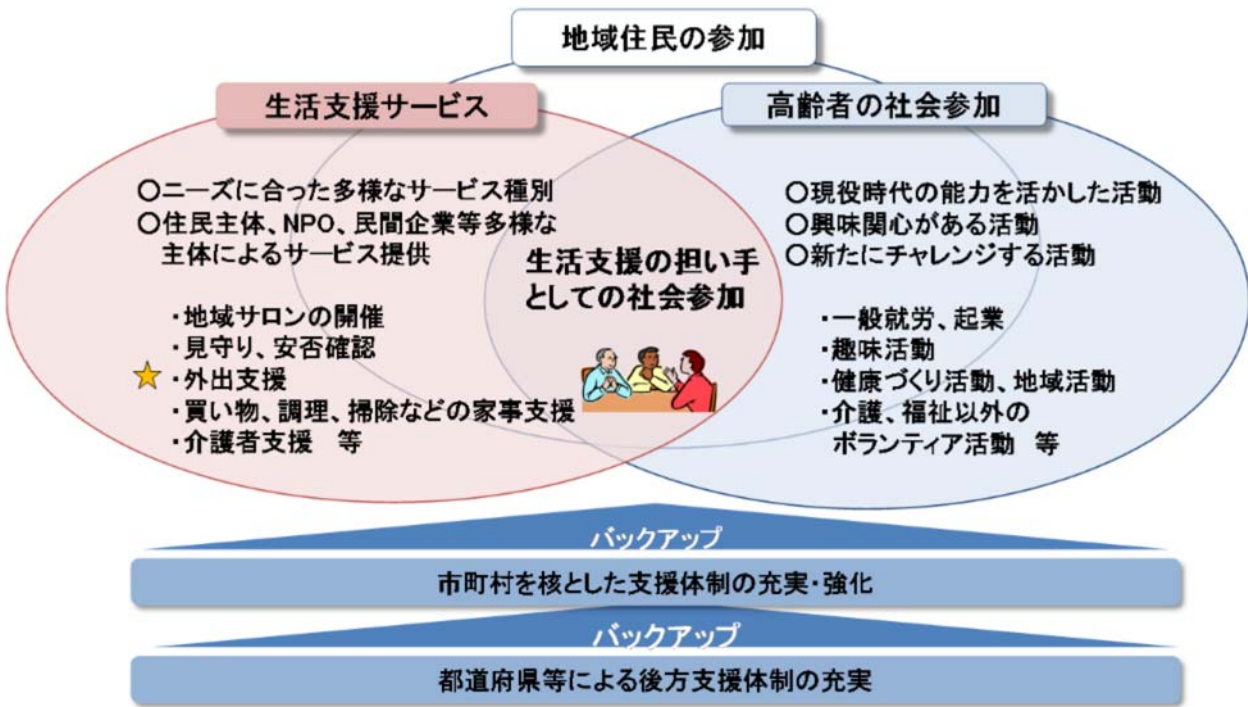 地域住民の参加
生活支援サービス
高齢者の社会参加
〇ニーズに合った多様なサービス種別
〇住民主体、NPO、民間企業等多様な
主体によるサービス提供
・地域サロンの開催
・見守り、安否確認
・外出支援
・買い物、調理、掃除などの家事支援
・介護者支援 等
生活支援の担い手
としての社会参加
〇現役時代の能力を活かした活動
〇興味関心がある活動
〇新たにチャレンジする活動
・一般就労、起業
・趣味活動
・健康づくり活動、地域活動
・介護、福祉以外の
ボランティア活動 等
バックアップ
市町村を核とした支援体制の充実・強化
バックアップ
都道府県等による後方支援体制の充実